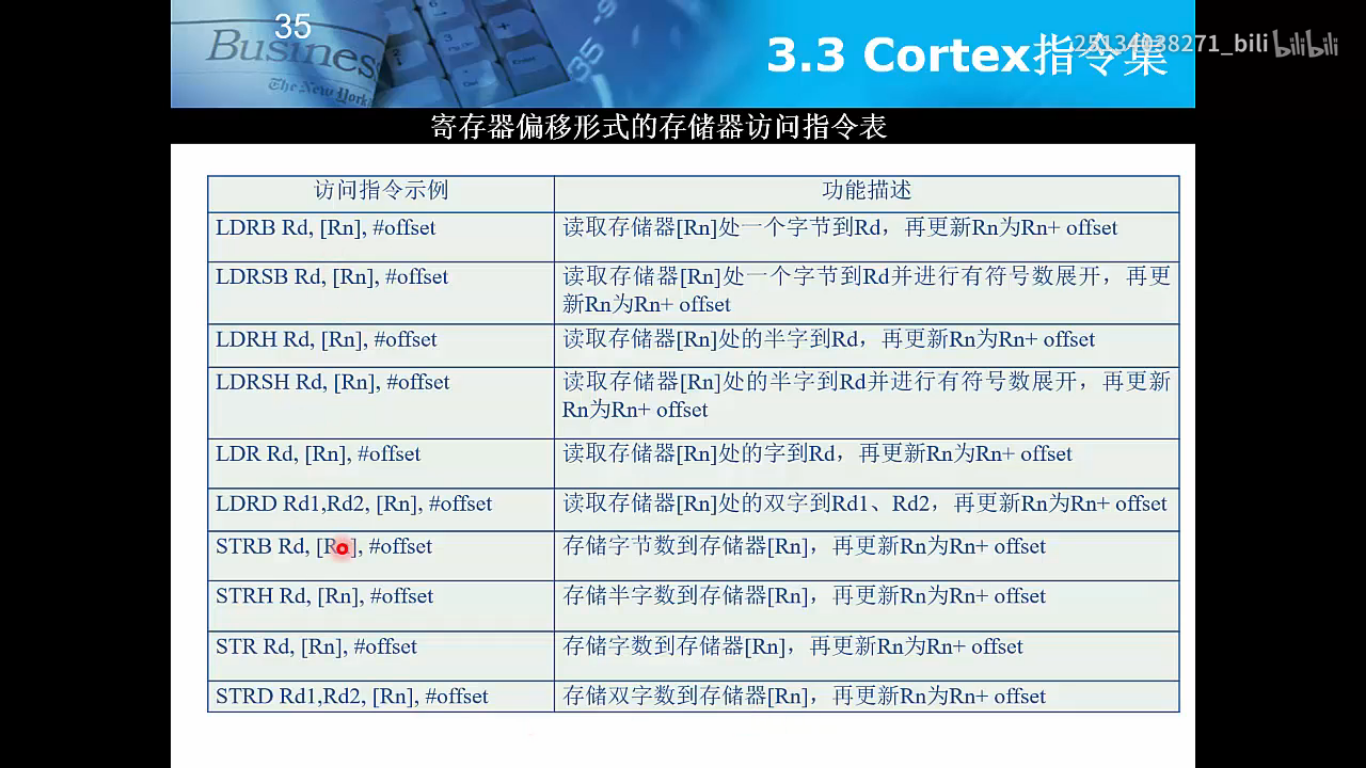 35
Business
The New York
-9
35
3.3 Cortex指令集
25134038271_bili
bilibili
寄存器偏移形式的存储器访问指令表
访问指令示例 功能描述
LDRB Rd, [Rn], #offset 读取存储器[Rn]处一个字节到Rd，再更新Rn为Rn+ offset
LDRSB Rd, [Rn], #offset 读取存储器[Rn]处一个字节到Rd并进行有符号数展开，再更
新Rn为Rn+ offset
LDRH Rd, [Rn], #offset 读取存储器[Rn]处的半字到Rd，再更新Rn为Rn+ offset
LDRSH Rd, [Rn], #offset 读取存储器[Rn]处的半字到Rd并进行有符号数展开，再更新
Rn为Rn+ offset
LDR Rd, [Rn], #offset 读取存储器[Rn]处的字到Rd，再更新Rn为Rn+ offset
LDRD Rd1,Rd2, [Rn], #offset 读取存储器[Rn]处的双字到Rd1、Rd2，再更新Rn为Rn+ offset
STRB Rd, [Rn], #offset 存储字节数到存储器[Rn]，再更新Rn为Rn+ offset
STRH Rd, [Rn], #offset 存储半字数到存储器[Rn]，再更新Rn为Rn+ offset
STR Rd, [Rn], #offset 存储字数到存储器[Rn]，再更新Rn为Rn+ offset
STRD Rd1,Rd2, [Rn], #offset 存储双字数到存储器[Rn]，再更新Rn为Rn+ offset